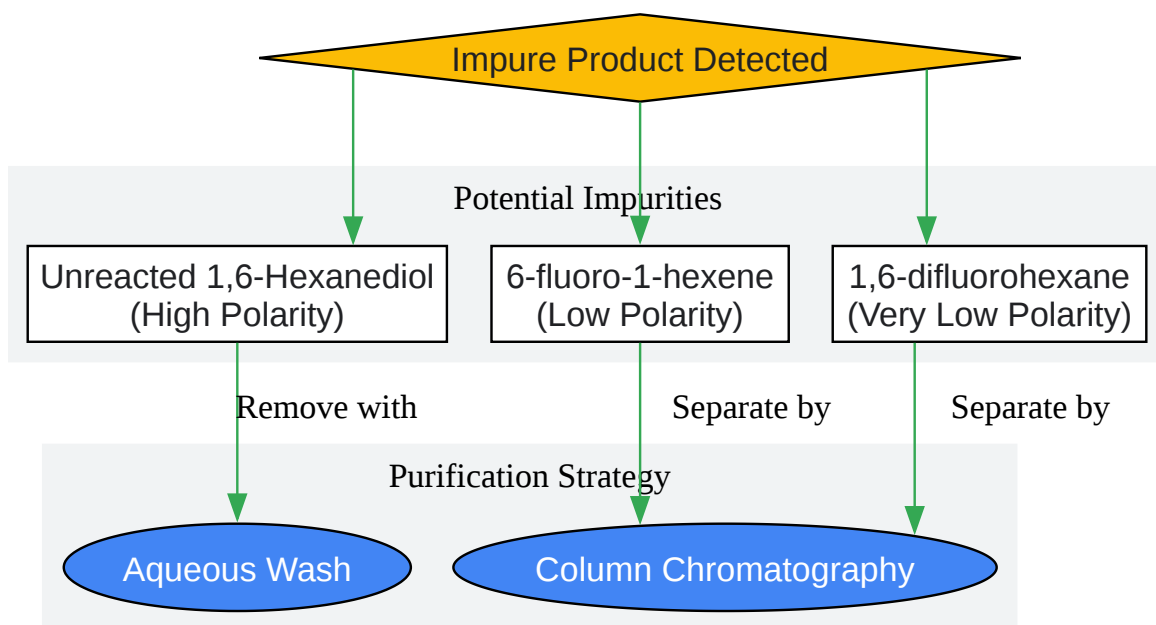 Impure Product Detected
Potential Impurities
Unreacted 1,6-Hexanediol
(High Polarity)
6-fluoro-1-hexene
(Low Polarity)
1,6-difluorohexane
(Very Low Polarity)
Remove with
Separate by
Separate by
Purification Strategy
Aqueous Wash
Column Chromatography